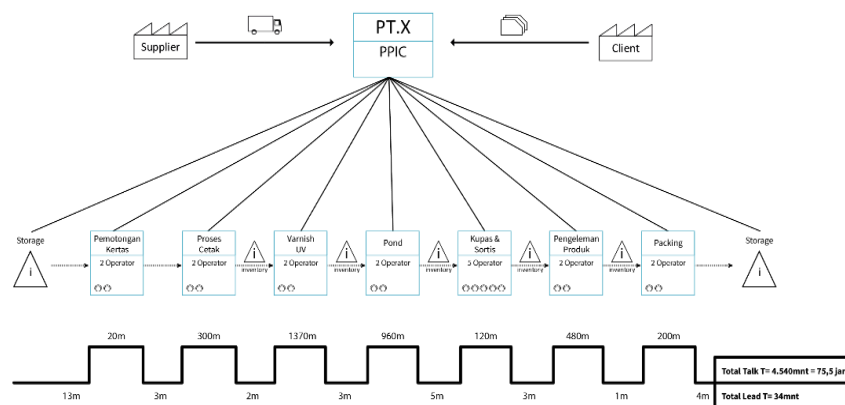 PT.X
PPIC
Supplier
Client
Storage
Pemotongan
Kertas
2 Operator
Proses
Cetak
2 Operator
i
inventory
Varnish
UV
2 Operator
i
inventory
Pond
2 Operator
i
inventory
Kupas &
Sortis
5 Operator
i
inventory
Pengeleman
Produk
2 Operator
i
inventory
Packing
2 Operator
Storage
i
i
20m
300m
1370m
960m
120m
480m
200m
Total Talk T= 4.540mnt = 75,5 jam
13m
3m
2m
3m
5m
3m
1m
4m
Total Lead T= 34mnt